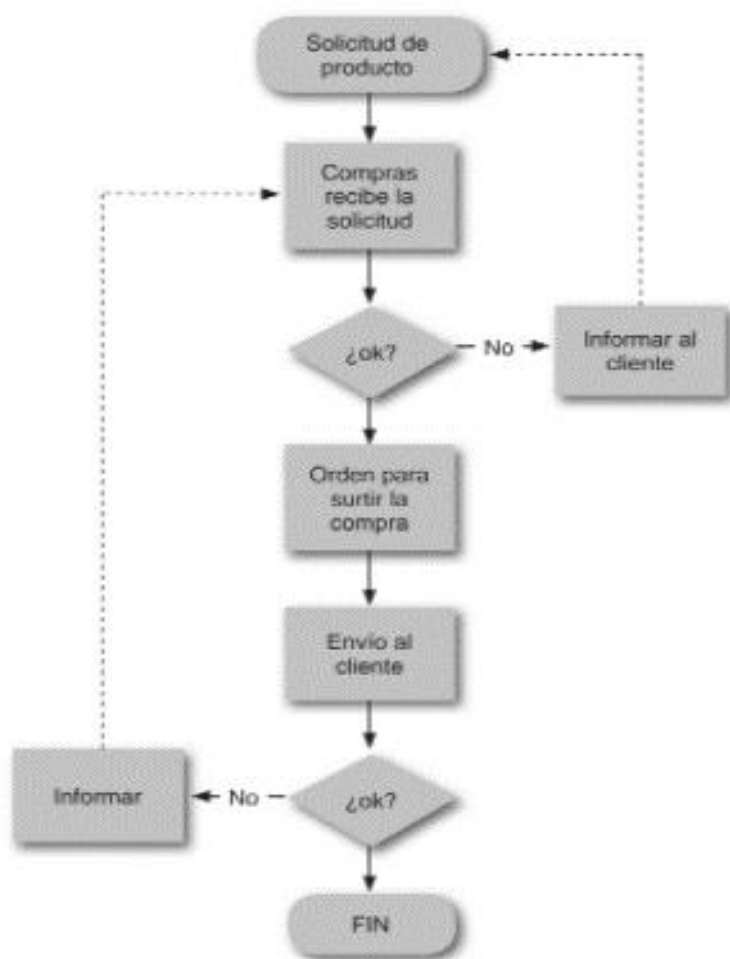 Solicitud de
producto
Compras
recibe la
solicitud
¿ok?
No
Informar al
cliente
Orden para
surtir la
compra
Envío al
cliente
Informar
No
¿ok?
FIN